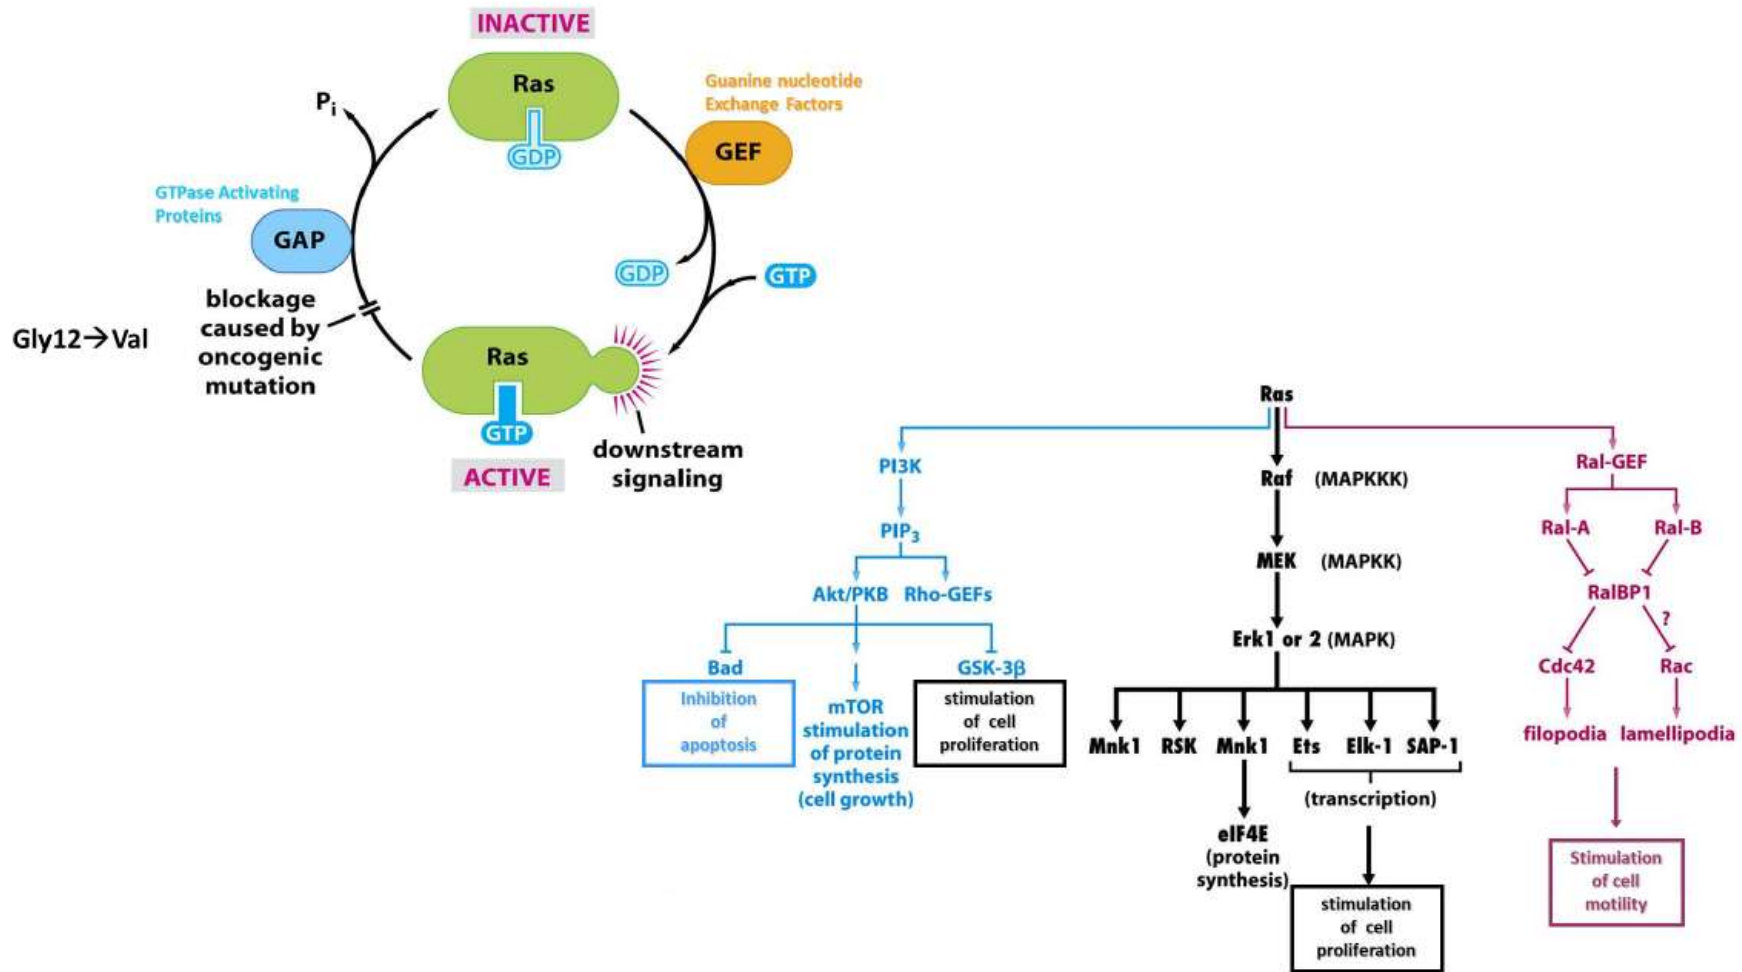 INACTIVE
Ras
GDP
Pi
Guanine nucleotide
Exchange Factors
GEF
GTPase Activating
Proteins
GAP
GDP
GTP
blockage
caused by
oncogenic
mutation
Gly12→Val
Ras
GTP
ACTIVE
downstream
signaling
Ras
PI3K
PIP3
Akt/PKB Rho-GEFs
Bad
Inhibition
of
apoptosis
mTOR
stimulation
of protein
synthesis
(cell growth)
GSK-3β
stimulation
of cell
proliferation
Raf (MAPKKK)
MEK (MAPKK)
Erk1 or 2 (MAPK)
Mnk1 RSK Mnk1 Ets Elk-1 SAP-1
eIF4E
(protein
synthesis)
(transcription)
stimulation
of cell
proliferation
Ral-GEF
Ral-A Ral-B
RalBP1
?
Cdc42 Rac
filopodia lamellipodia
Stimulation
of cell
motility